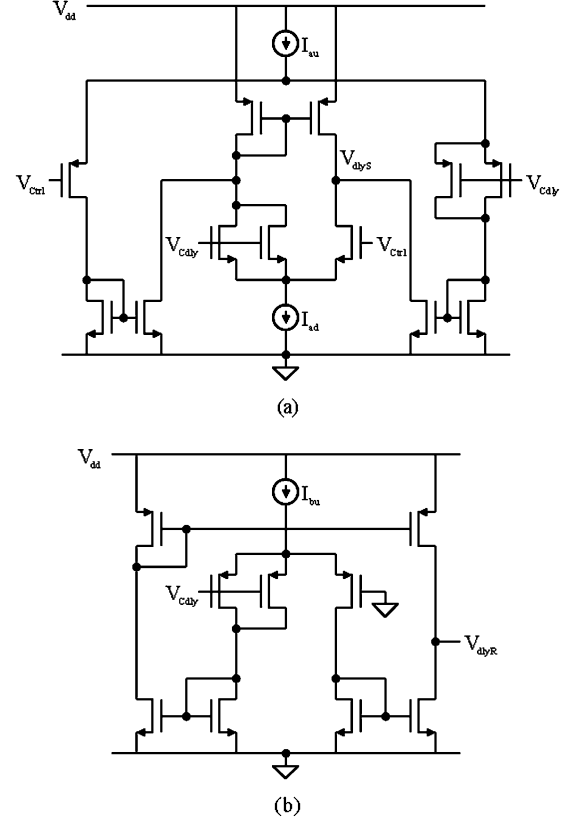 Vdd
Iau
VdlyS
VCtrl
VCdly
VCdly
VCtrl
Iad
(a)
Vdd
Ibu
VCdly
VdlyR
(b)